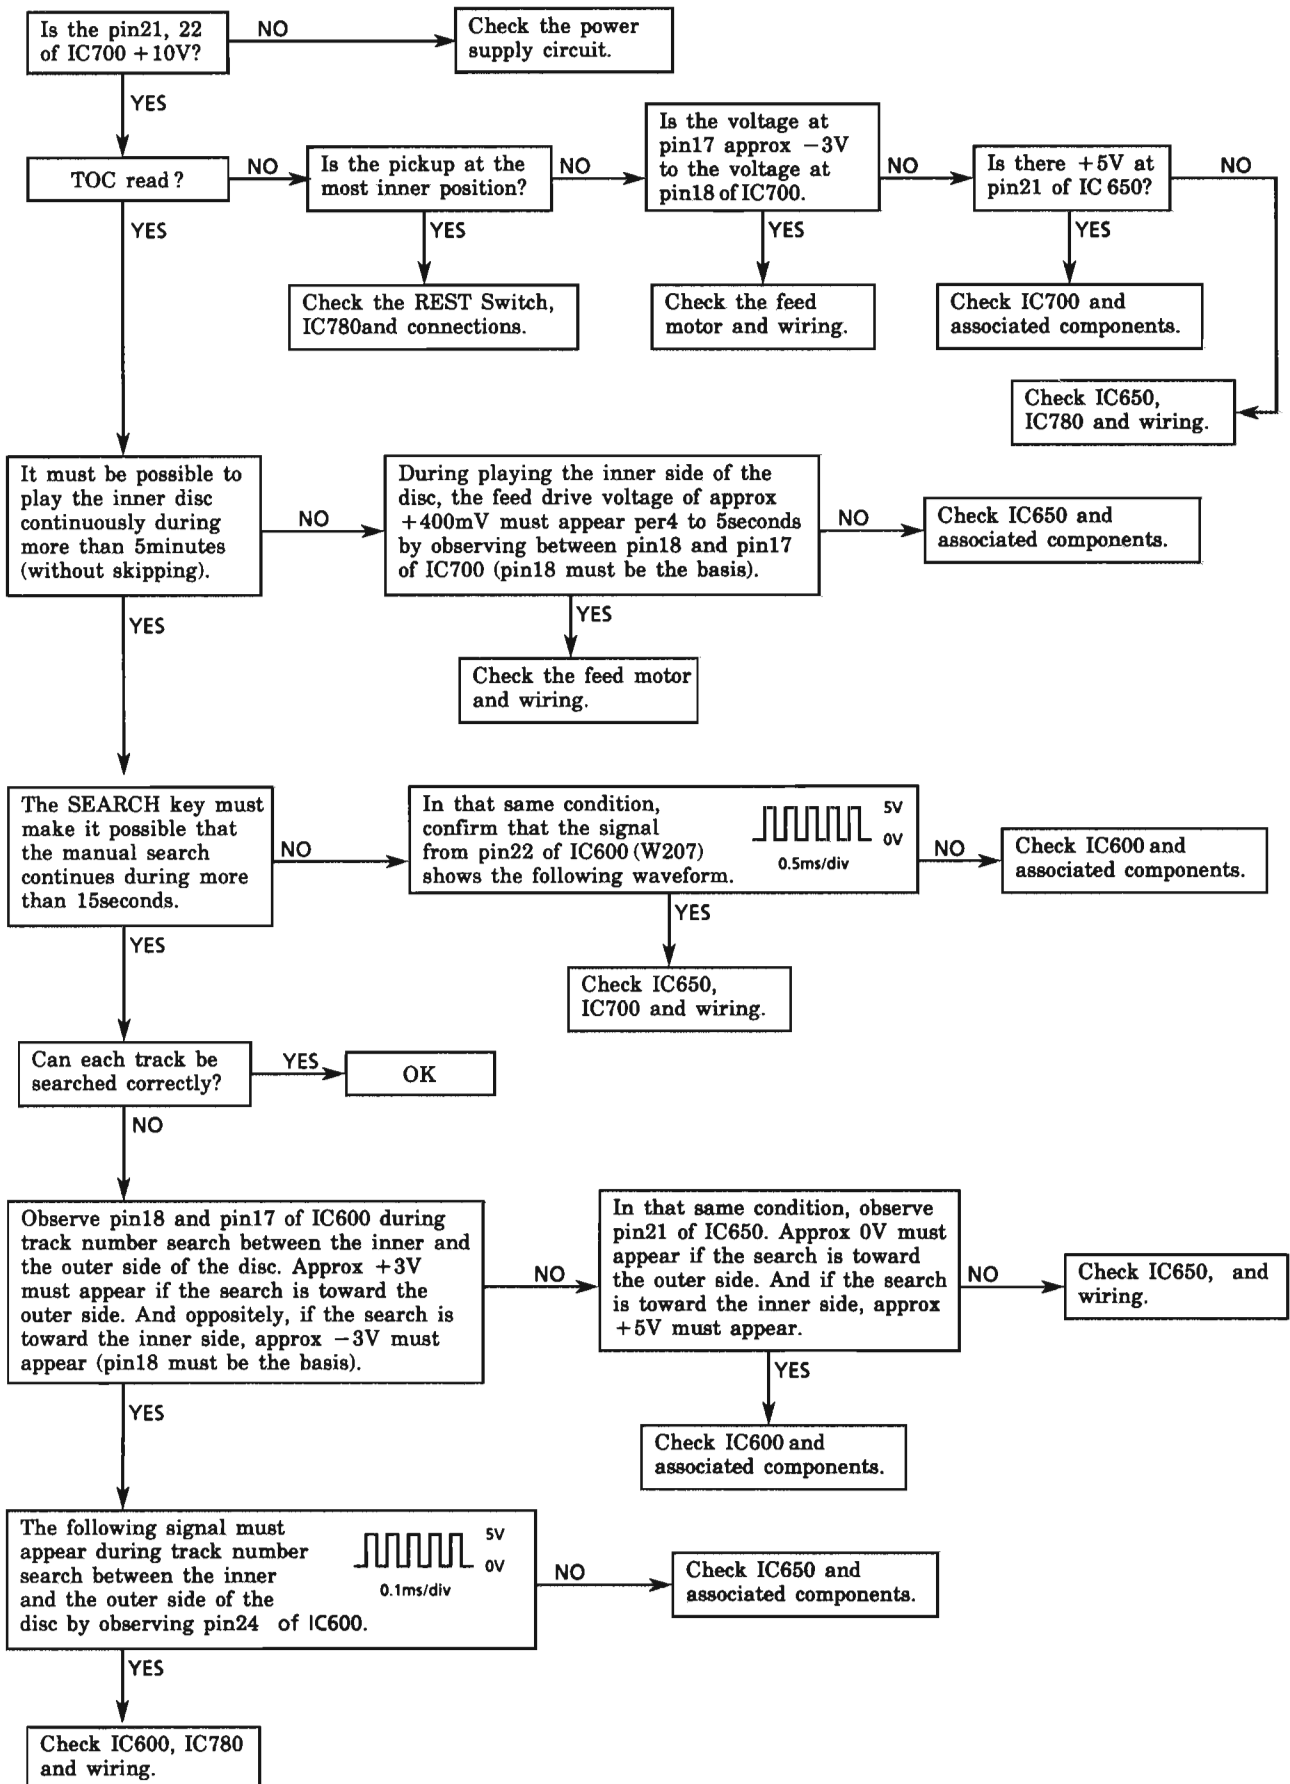 Is the pin21, 22
of IC700 +10V?
NO
Check the power
supply circuit.
YES
TOC read?
NO
Is the pickup at the
most inner position?
NO
Is the voltage at
pin17 approx −3V
to the voltage at
pin18 of IC700.
NO
Is there +5V at
pin21 of IC 650?
NO
YES
YES
YES
YES
Check the REST Switch,
IC780and connections.
Check the feed
motor and wiring.
Check IC700 and
associated components.
Check IC650,
IC780 and wiring.
It must be possible to
play the inner disc
continuously during
more than 5minutes
(without skipping).
NO
During playing the inner side of the
disc, the feed drive voltage of approx
+400mV must appear per4 to 5seconds
by observing between pin18 and pin17
of IC700 (pin18 must be the basis).
NO
Check IC650 and
associated components.
YES
YES
Check the feed motor
and wiring.
The SEARCH key must
make it possible that
the manual search
continues during more
than 15seconds.
NO
In that same condition,
confirm that the signal
from pin22 of IC600 (W207)
shows the following waveform.
5V
0V
0.5ms/div
NO
Check IC600 and
associated components.
YES
YES
Check IC650,
IC700 and wiring.
Can each track be
searched correctly?
YES
OK
NO
Observe pin18 and pin17 of IC600 during
track number search between the inner and
the outer side of the disc. Approx +3V
must appear if the search is toward the
outer side. And oppositely, if the search is
toward the inner side, approx −3V must
appear (pin18 must be the basis).
NO
In that same condition, observe
pin21 of IC650. Approx 0V must
appear if the search is toward
the outer side. And if the search
is toward the inner side, approx
+5V must appear.
NO
Check IC650, and
wiring.
YES
YES
Check IC600 and
associated components.
The following signal must
appear during track number
search between the inner
and the outer side of the
disc by observing pin24 of IC600.
5V
0V
0.1ms/div
NO
Check IC650 and
associated components.
YES
Check IC600, IC780
and wiring.